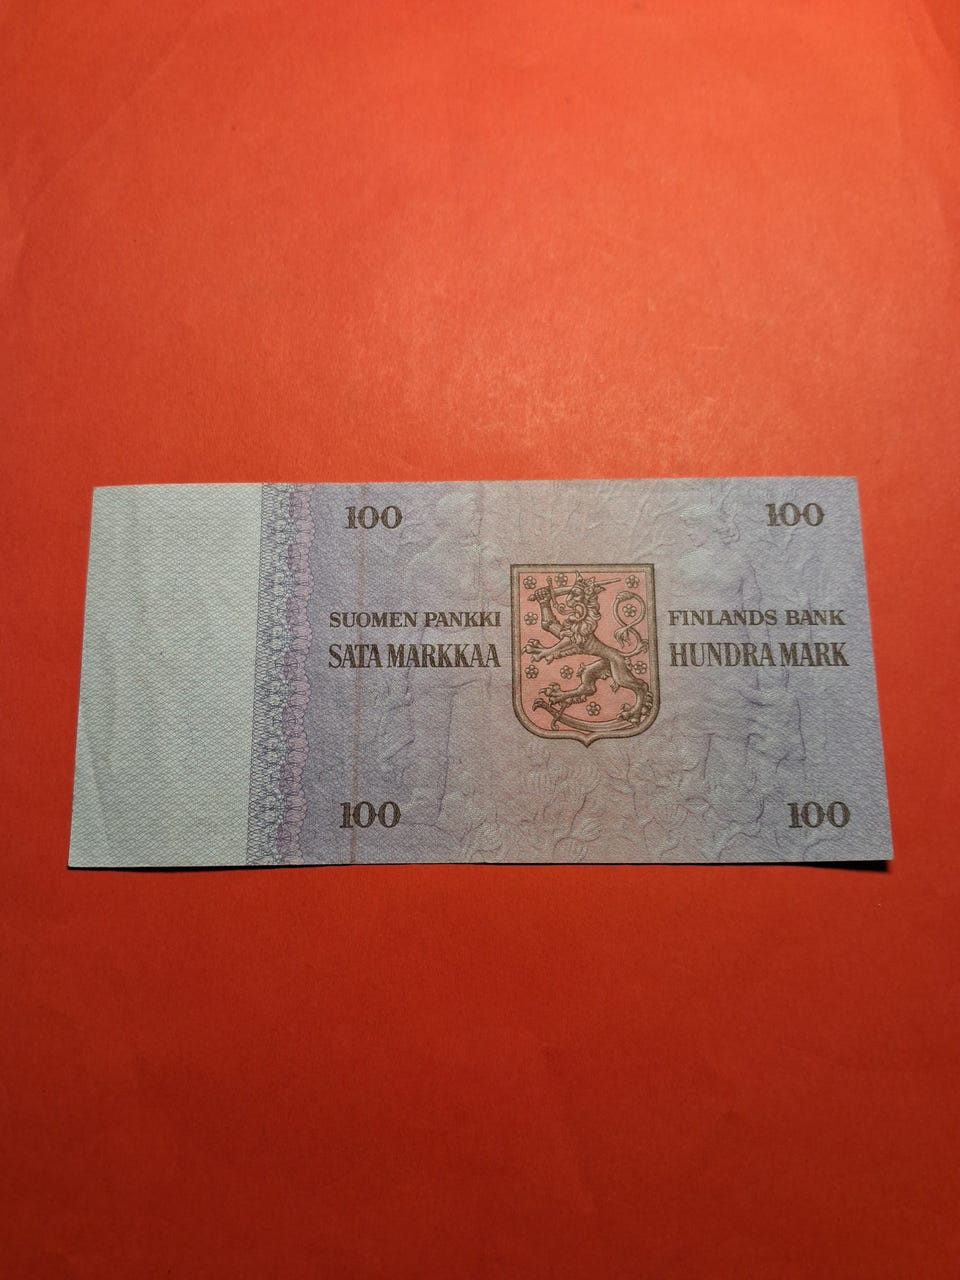 100 100
SUOMEN PANKKI FINLANDS BANK
SATA MARKKAA HUNDRA MARK
100 100